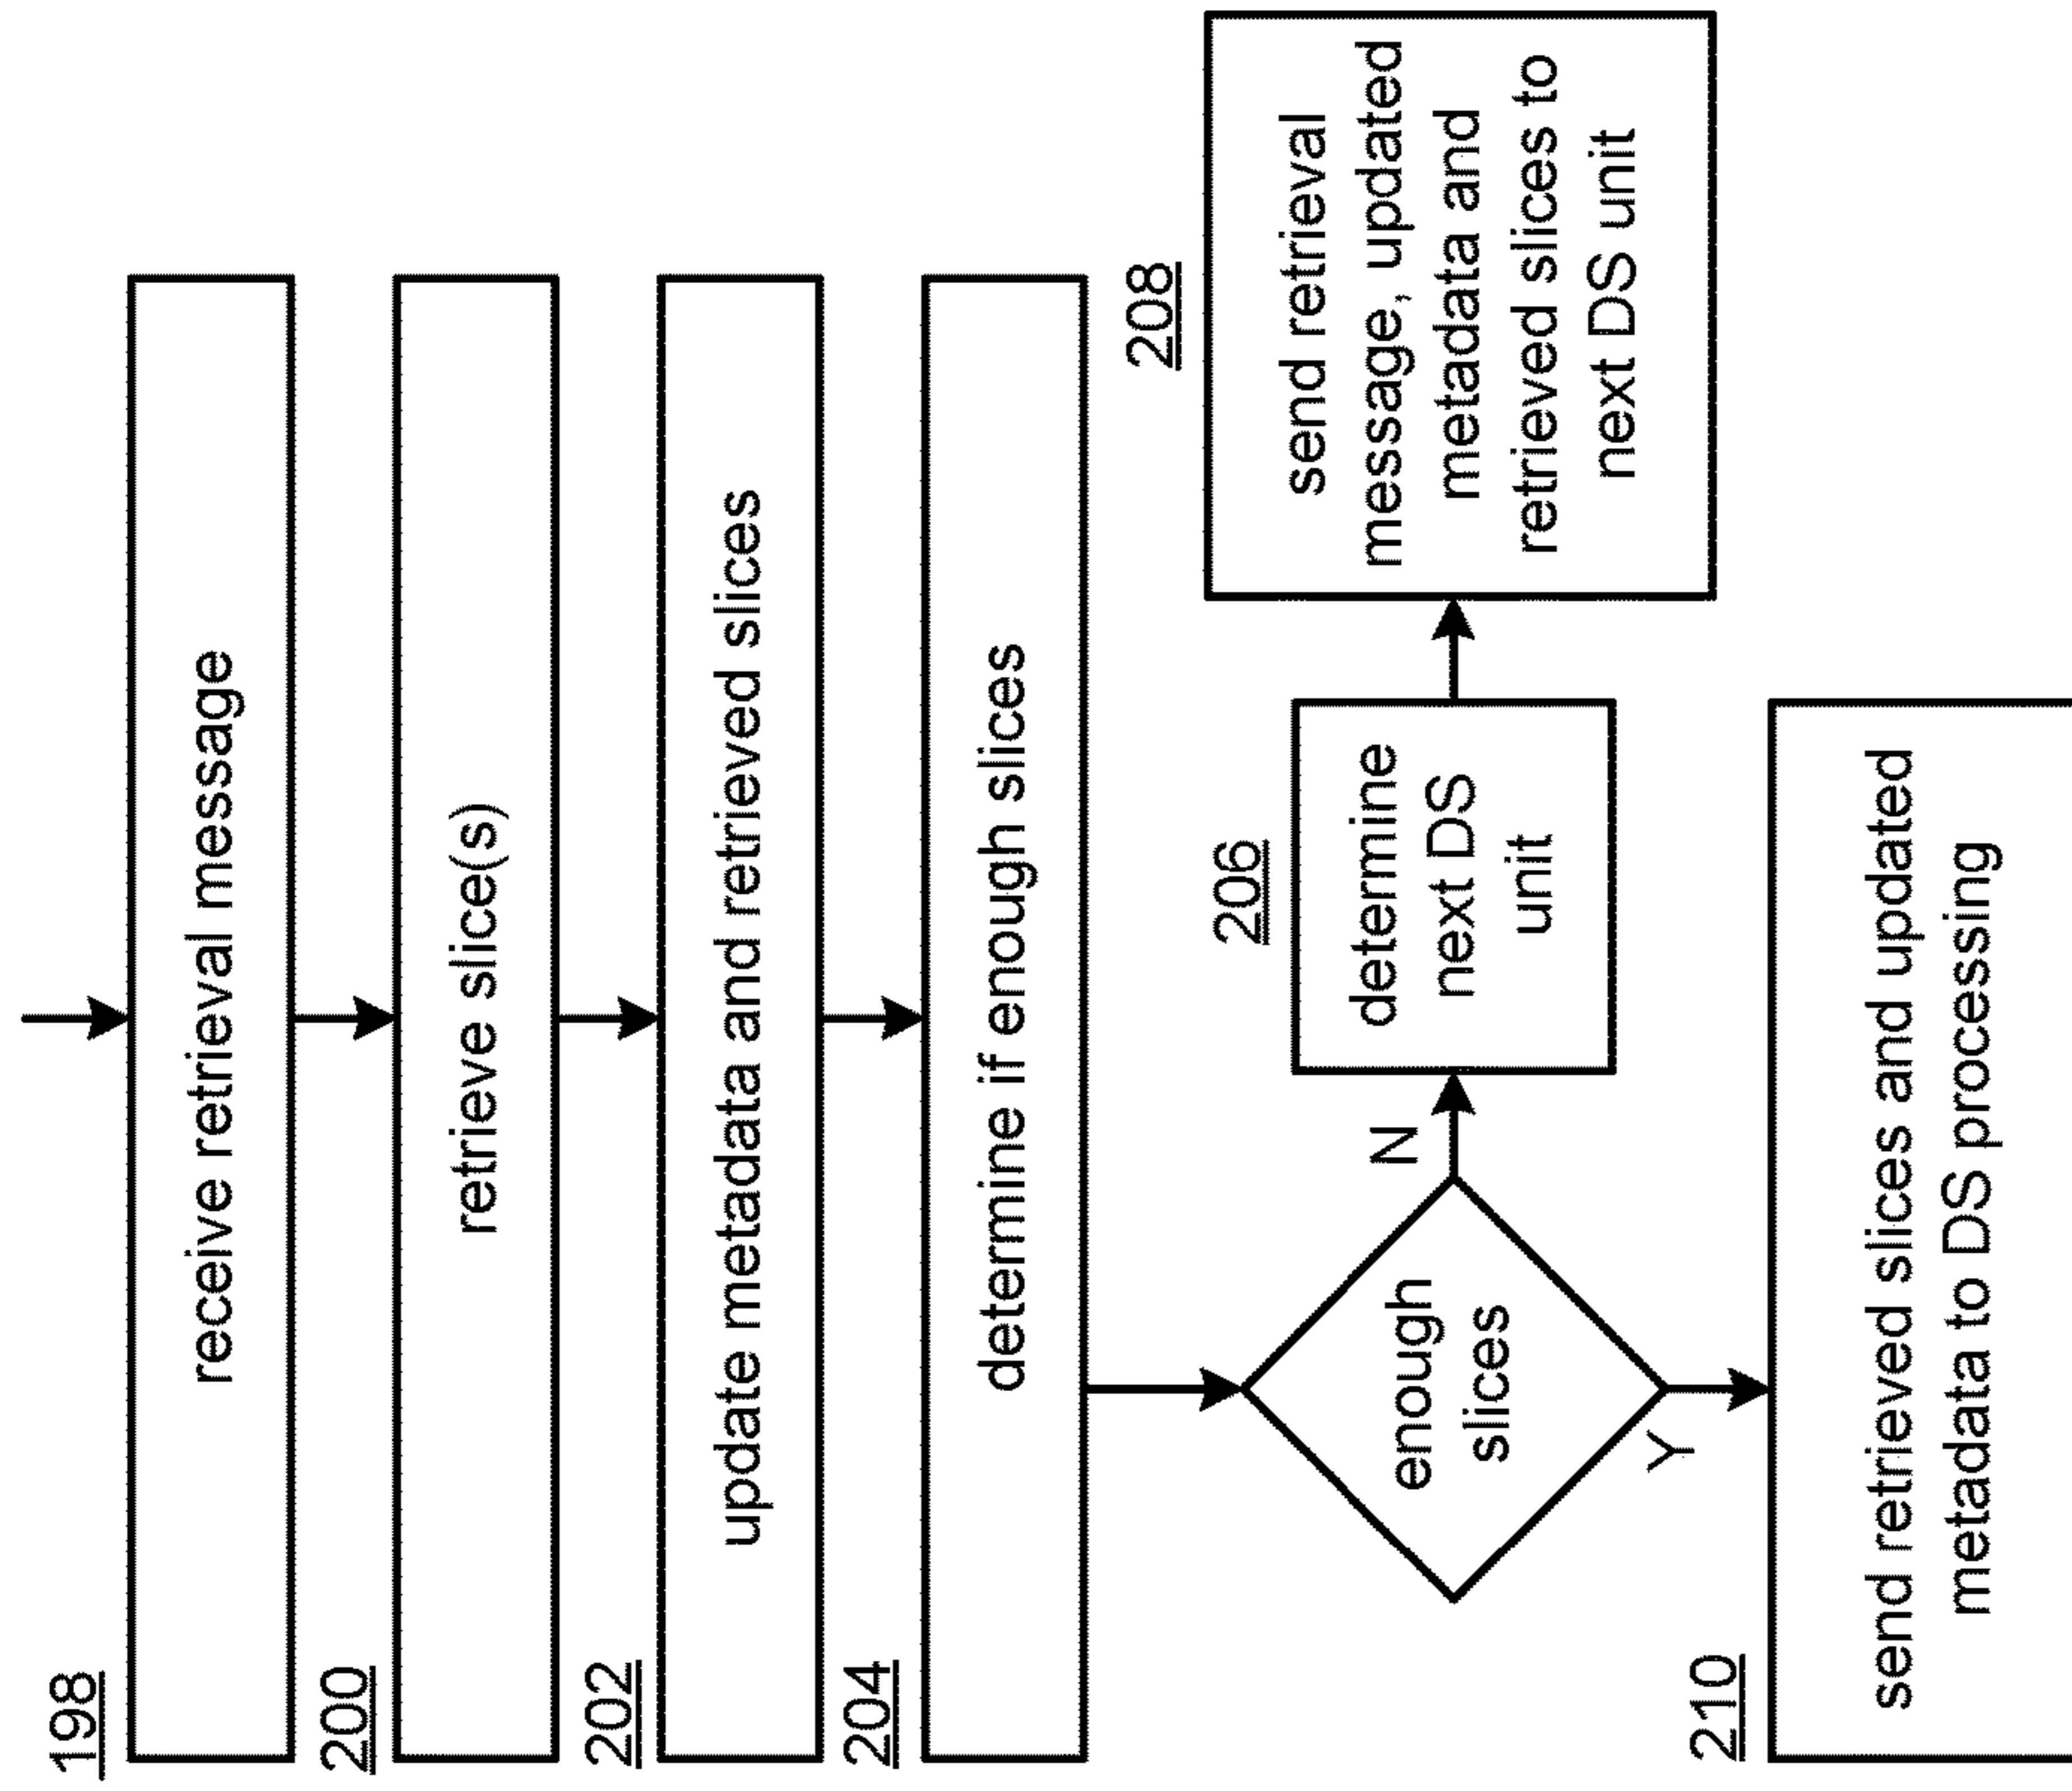 198
receive retrieval message
200
retrieve slice(s)
202
update metadata and retrieved slices
204
determine if enough slices
enough
slices
N
Y
206
determine
next DS
unit
208
send retrieval
message, updated
metadata and
retrieved slices to
next DS unit
210
send retrieved slices and updated
metadata to DS processing